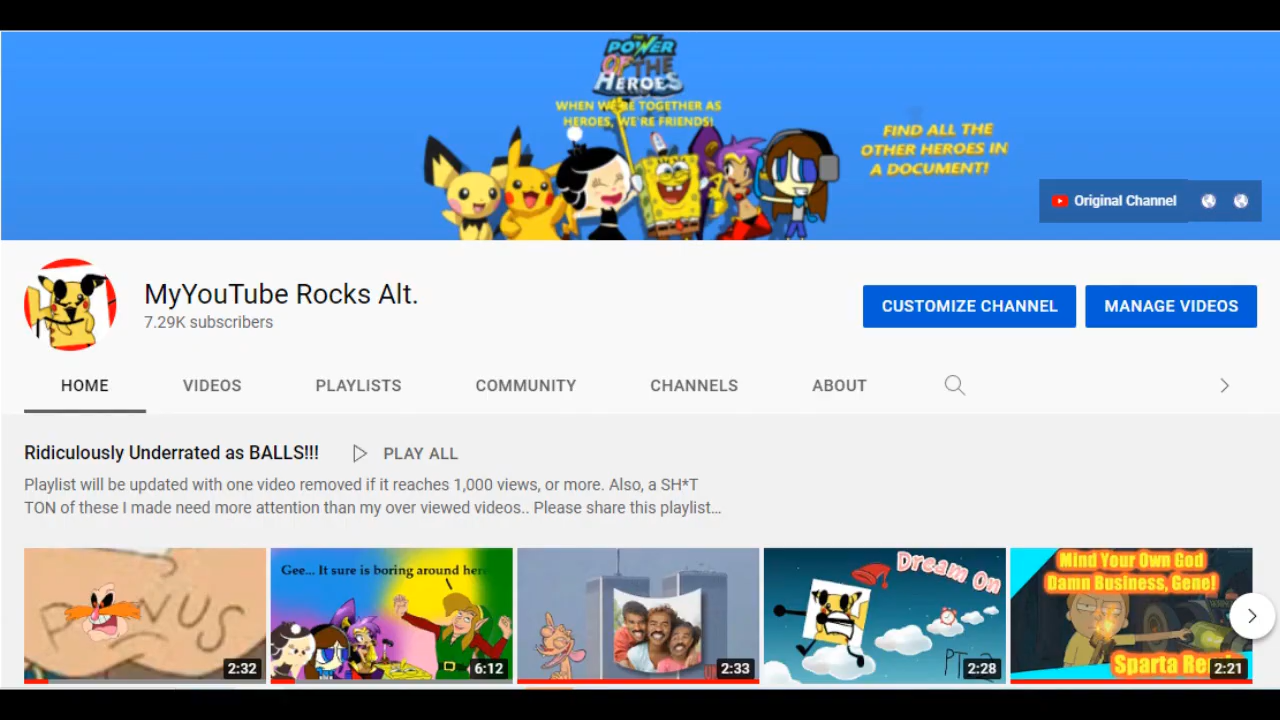 THE
POWER
OF THE
HEROES
WHEN WE'RE TOGETHER AS
HEROES, WE'RE FRIENDS!
FIND ALL THE
OTHER HEROES IN
A DOCUMENT!
Original Channel
MyYouTube Rocks Alt.
7.29K subscribers
CUSTOMIZE CHANNEL
MANAGE VIDEOS
HOME VIDEOS PLAYLISTS COMMUNITY CHANNELS ABOUT
Ridiculously Underrated as BALLS!!! PLAY ALL
Playlist will be updated with one video removed if it reaches 1,000 views, or more. Also, a SH*T
TON of these I made need more attention than my over viewed videos.. Please share this playlist...
2:32
Gee... It sure is boring around her
6:12
2:33
Dream On
PT 2
2:28
Mind Your Own God
Damn Business, Gene!
Sparta Re
2:21